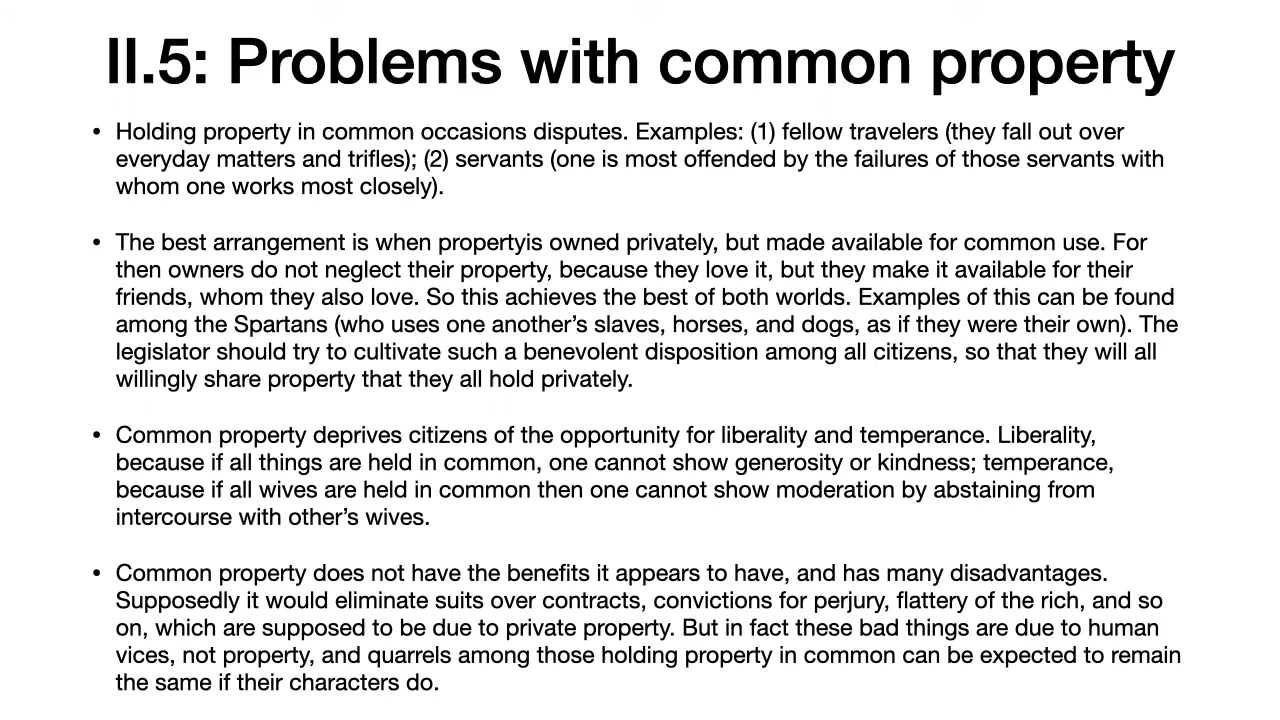 II.5: Problems with common property
• Holding property in common occasions disputes. Examples: (1) fellow travelers (they fall out over
everyday matters and trifles); (2) servants (one is most offended by the failures of those servants with
whom one works most closely).
• The best arrangement is when propertyis owned privately, but made available for common use. For
then owners do not neglect their property, because they love it, but they make it available for their
friends, whom they also love. So this achieves the best of both worlds. Examples of this can be found
among the Spartans (who uses one another’s slaves, horses, and dogs, as if they were their own). The
legislator should try to cultivate such a benevolent disposition among all citizens, so that they will all
willingly share property that they all hold privately.
• Common property deprives citizens of the opportunity for liberality and temperance. Liberality,
because if all things are held in common, one cannot show generosity or kindness; temperance,
because if all wives are held in common then one cannot show moderation by abstaining from
intercourse with other’s wives.
• Common property does not have the benefits it appears to have, and has many disadvantages.
Supposedly it would eliminate suits over contracts, convictions for perjury, flattery of the rich, and so
on, which are supposed to be due to private property. But in fact these bad things are due to human
vices, not property, and quarrels among those holding property in common can be expected to remain
the same if their characters do.